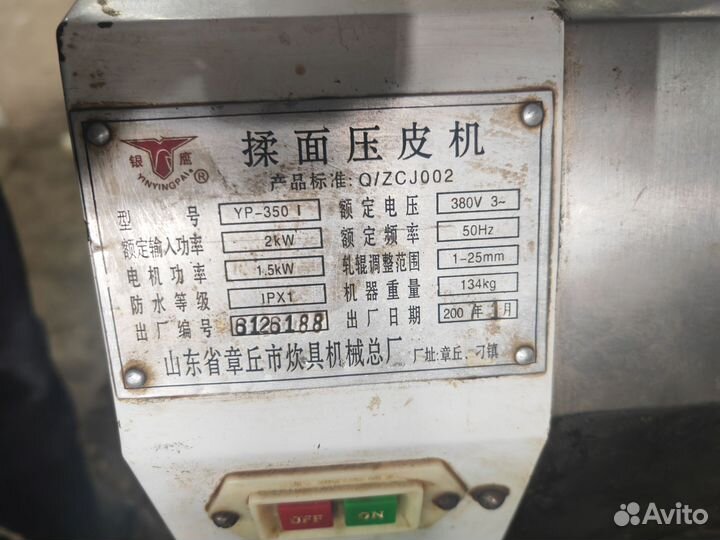 银鹰
YINYINGPAI
®
揉面压皮机
产品标准: Q/ZCJ002
型号 YP-350 I 额定电压 380V 3~
额定输入功率 2kW 额定频率 50Hz
电机功率 1.5kW 轧辊调整范围 1-25mm
防水等级 IPX1 机器重量 134kg
出厂编号 6126188 出厂日期 200 年 1月
山东省章丘市炊具机械总厂 厂址:章丘、刁镇
OFF ON
Avito